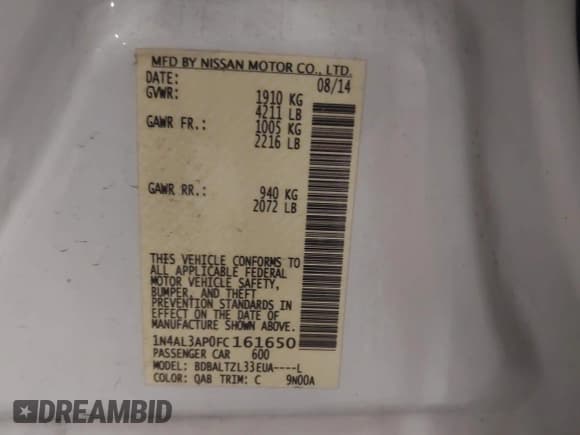 MFD BY NISSAN MOTOR CO., LTD.
DATE: 08/14
GVWR: 1910 KG
4211 LB
GAWR FR.: 1005 KG
2216 LB
GAWR RR.: 940 KG
2072 LB
THIS VEHICLE CONFORMS TO
ALL APPLICABLE FEDERAL
MOTOR VEHICLE SAFETY,
BUMPER, AND THEFT
PREVENTION STANDARDS IN
EFFECT ON THE DATE OF
MANUFACTURE SHOWN ABOVE.
1N4AL3AP0FC161650
PASSENGER CAR 600
MODEL: BDBALTZL33EUA----L
COLOR: QAB TRIM: C 9N00A
DREAMBID